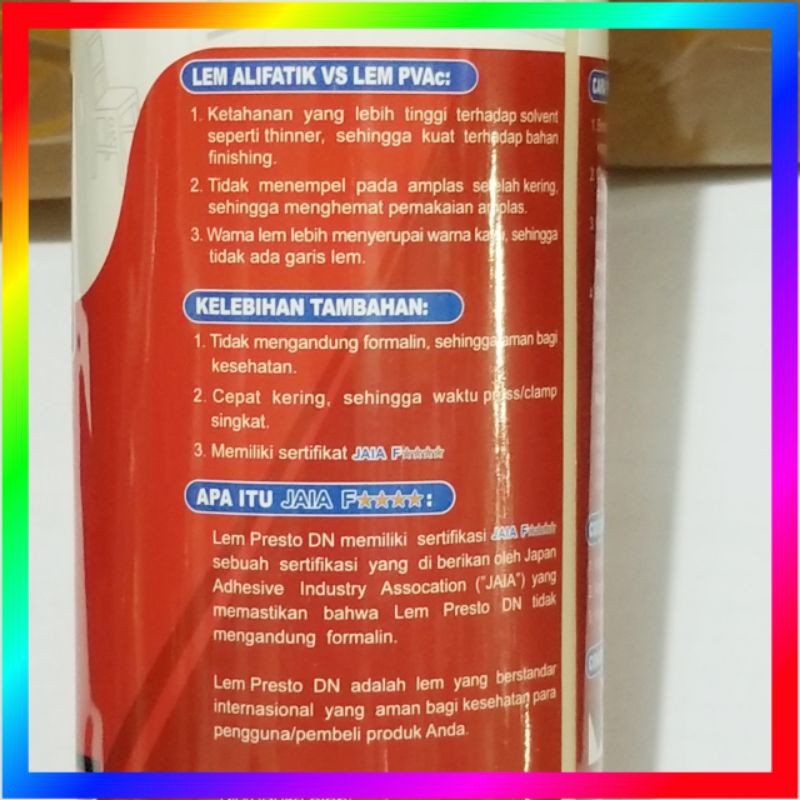 LEM ALIFATIK VS LEM PVAc:
1. Ketahanan yang lebih tinggi terhadap solvent
seperti thinner, sehingga kuat terhadap bahan
finishing.
2. Tidak menempel pada amplas setelah kering,
sehingga menghemat pemakaian amplas.
3. Warna lem lebih menyerupai warna kayu, sehingga
tidak ada garis lem.
KELEBIHAN TAMBAHAN:
1. Tidak mengandung formalin, sehingga aman bagi
kesehatan.
2. Cepat kering, sehingga waktu press/clamp
singkat.
3. Memiliki sertifikat JAIA F☆☆☆☆
APA ITU JAIA F★★★★:
Lem Presto DN memiliki sertifikasi JAIA F☆☆☆☆
sebuah sertifikasi yang di berikan oleh Japan
Adhesive Industry Assocation ("JAIA") yang
memastikan bahwa Lem Presto DN tidak
mengandung formalin.
Lem Presto DN adalah lem yang berstandar
internasional yang aman bagi kesehatan para
pengguna/pembeli produk Anda.